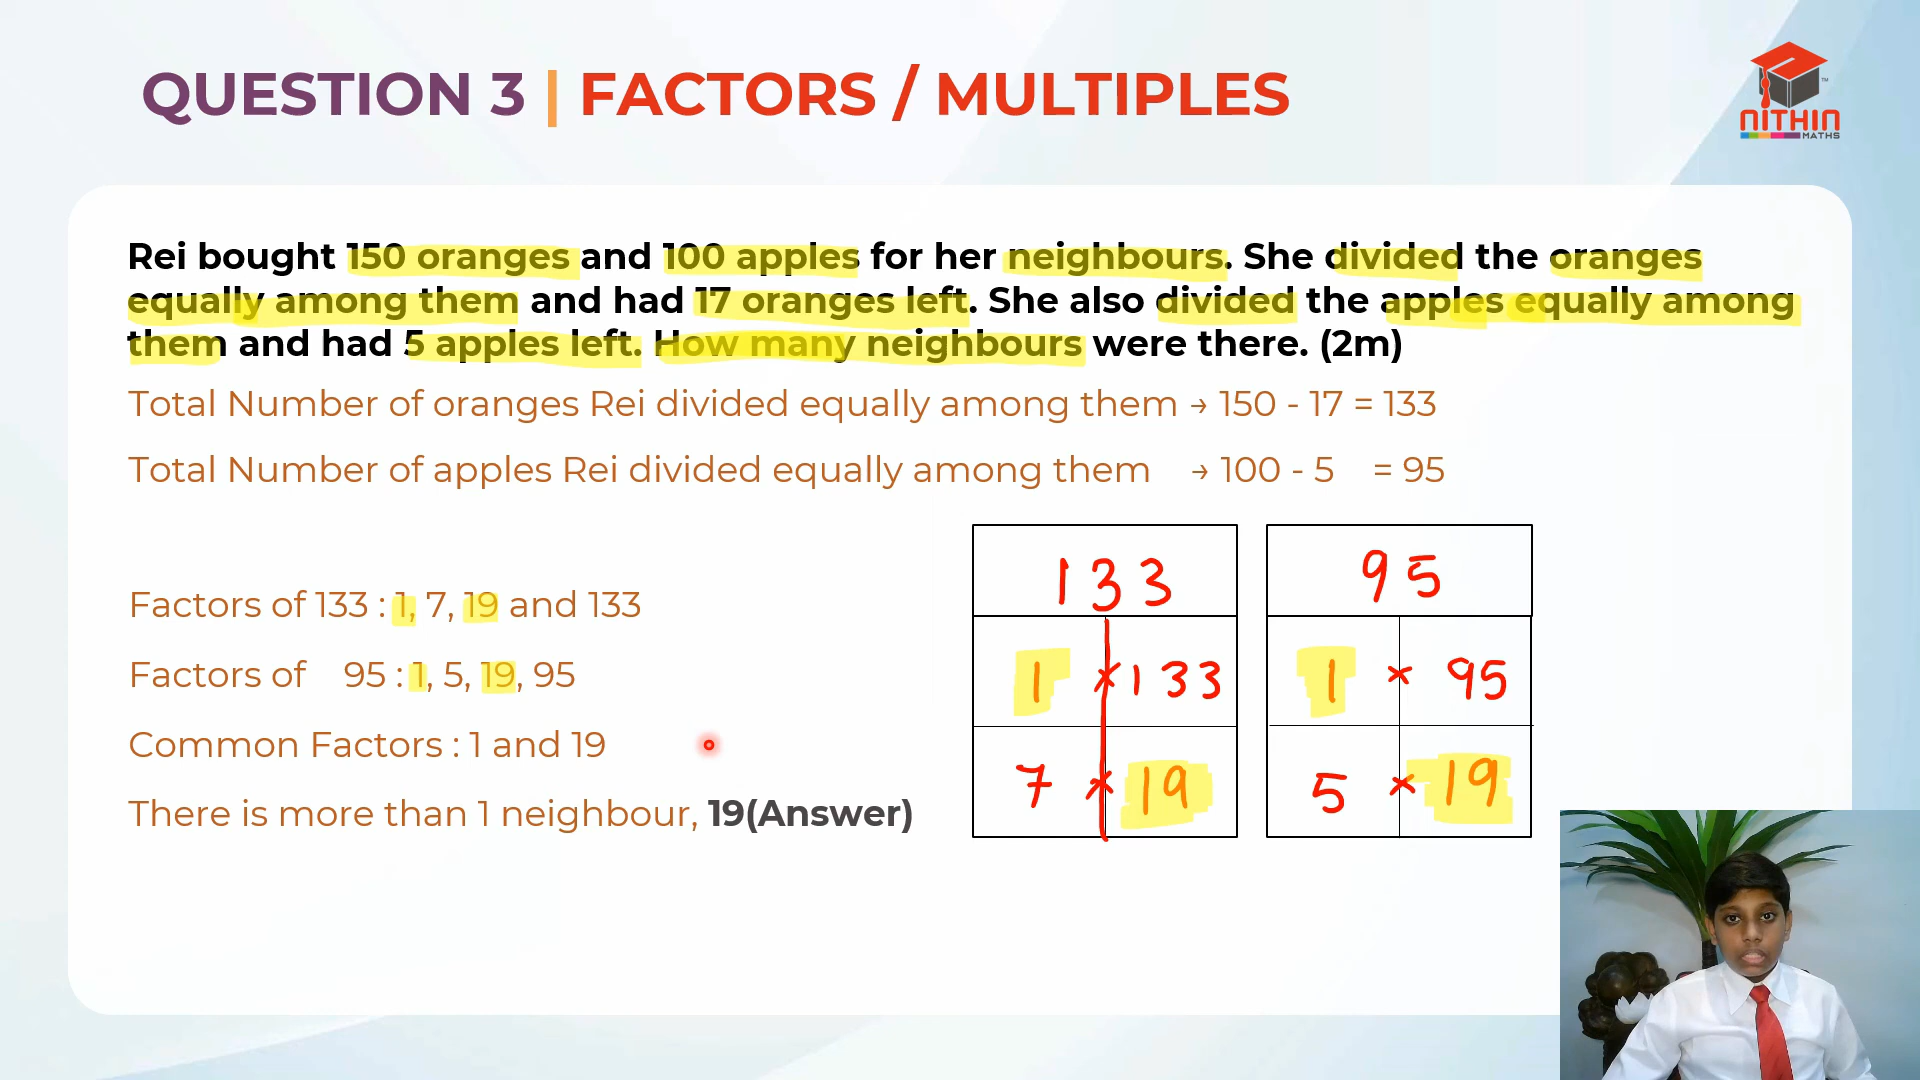 QUESTION 3 | FACTORS / MULTIPLES
NITHIN
MATHS
TM
Rei bought 150 oranges and 100 apples for her neighbours. She divided the oranges
equally among them and had 17 oranges left. She also divided the apples equally among
them and had 5 apples left. How many neighbours were there. (2m)
Total Number of oranges Rei divided equally among them → 150 - 17 = 133
Total Number of apples Rei divided equally among them → 100 - 5 = 95
Factors of 133 : 1, 7, 19 and 133
Factors of 95 : 1, 5, 19, 95
Common Factors : 1 and 19
There is more than 1 neighbour, 19(Answer)
133
1 × 133
7 × 19
95
1 × 95
5 × 19